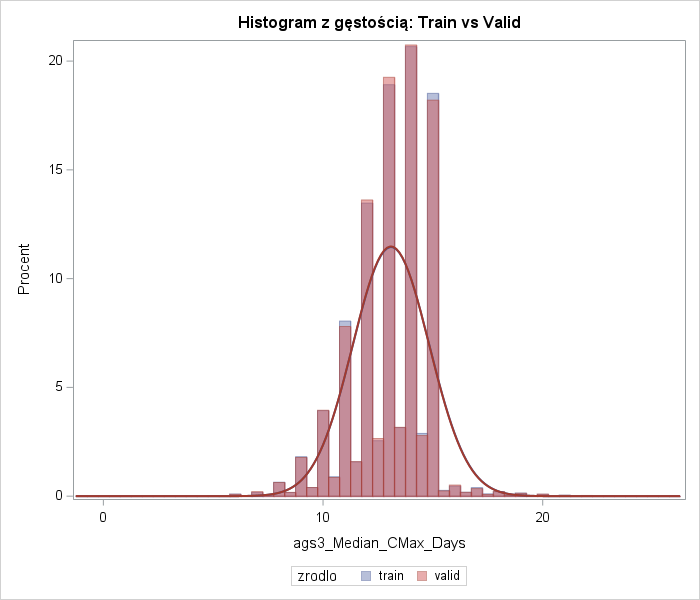 Histogram z gęstością: Train vs Valid
Procent
20
15
10
5
0
0 10 20
ags3_Median_CMax_Days
zrodlo train valid